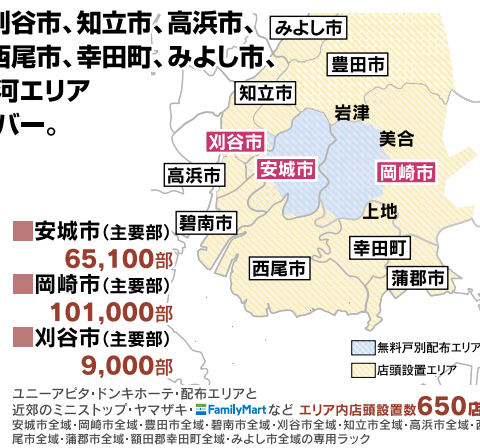 刈谷市、知立市、高浜市、
西尾市、幸田町、みよし市、
河エリア
バー。
みよし市
豊田市
知立市
岩津
刈谷市
美合
安城市
岡崎市
高浜市
碧南市
上地
幸田町
西尾市
蒲郡市
■安城市（主要部）
65,100部
■岡崎市（主要部）
101,000部
■刈谷市（主要部）
9,000部
無料戸別配布エリア
店頭設置エリア
ユニーアピタ・ドンキホーテ・配布エリアと
近郊のミニストップ・ヤマザキ・FamilyMartなど エリア内店頭設置数650店
安城市全域・岡崎市全域・豊田市全域・碧南市全域・刈谷市全域・知立市全域・高浜市全域・西
尾市全域・蒲郡市全域・額田郡幸田町全域・みよし市全域の専用ラック